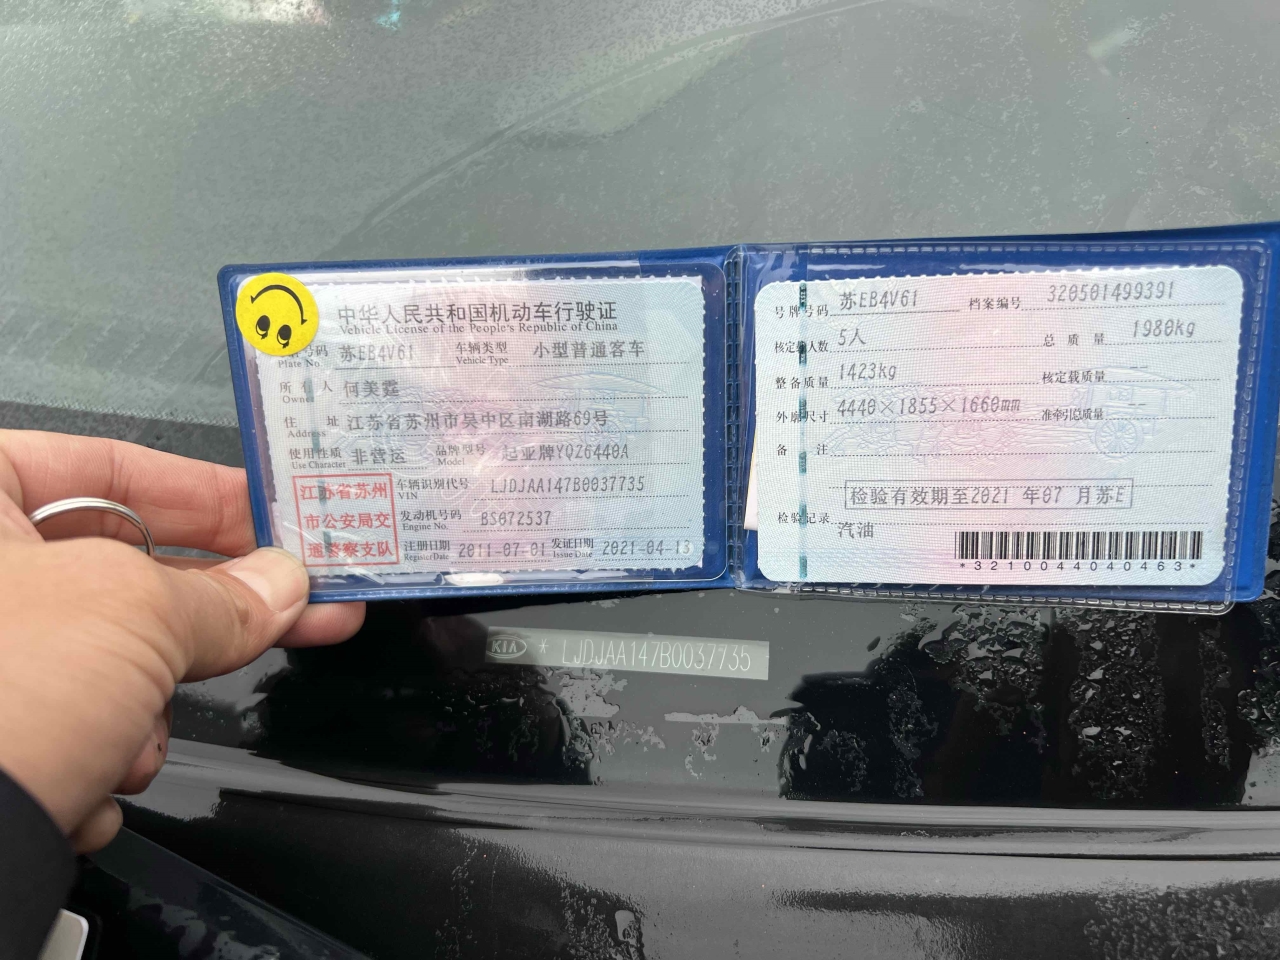 中华人民共和国机动车行驶证
Vehicle License of the People's Republic of China
号码 苏EB4V61 车辆类型 小型普通客车
Plate No. Vehicle Type
所有人 何美霆
Owner
住址 江苏省苏州市吴中区南湖路69号
Address
使用性质 非营运 品牌型号 起亚牌YQZ6440A
Use Character Model
江苏省苏州
市公安局交
通警察支队
车辆识别代号 LJDJAA147B0037735
VIN
发动机号码 BS072537
Engine No.
注册日期 2011-07-01 发证日期 2021-04-13
Register Date Issue Date
号牌号码 苏EB4V61 档案编号 320501499391
核定载人数 5人 总质量 1980kg
整备质量 1423kg 核定载质量 --
外廓尺寸 4440×1855×1660mm 准牵引总质量 --
备注
检验有效期至2021 年07 月苏E
检验记录
汽油
*3210044040463*
KIA * LJDJAA147B0037735